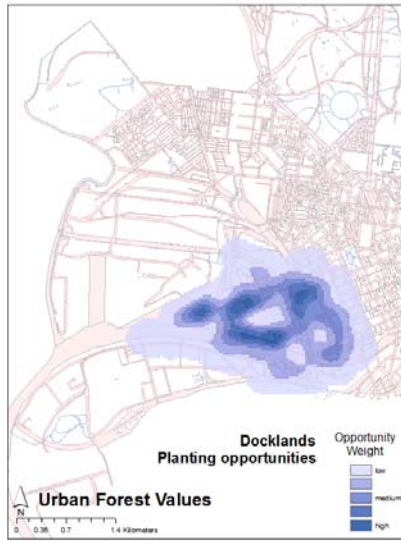 Docklands
Planting opportunities
Opportunity
Weight
low
medium
high
N
Urban Forest Values
0 0.35 0.7 1.4 Kilometers